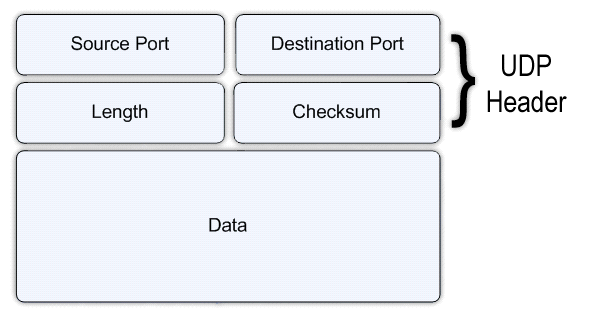 Source Port
Destination Port
UDP
Header
Length
Checksum
Data